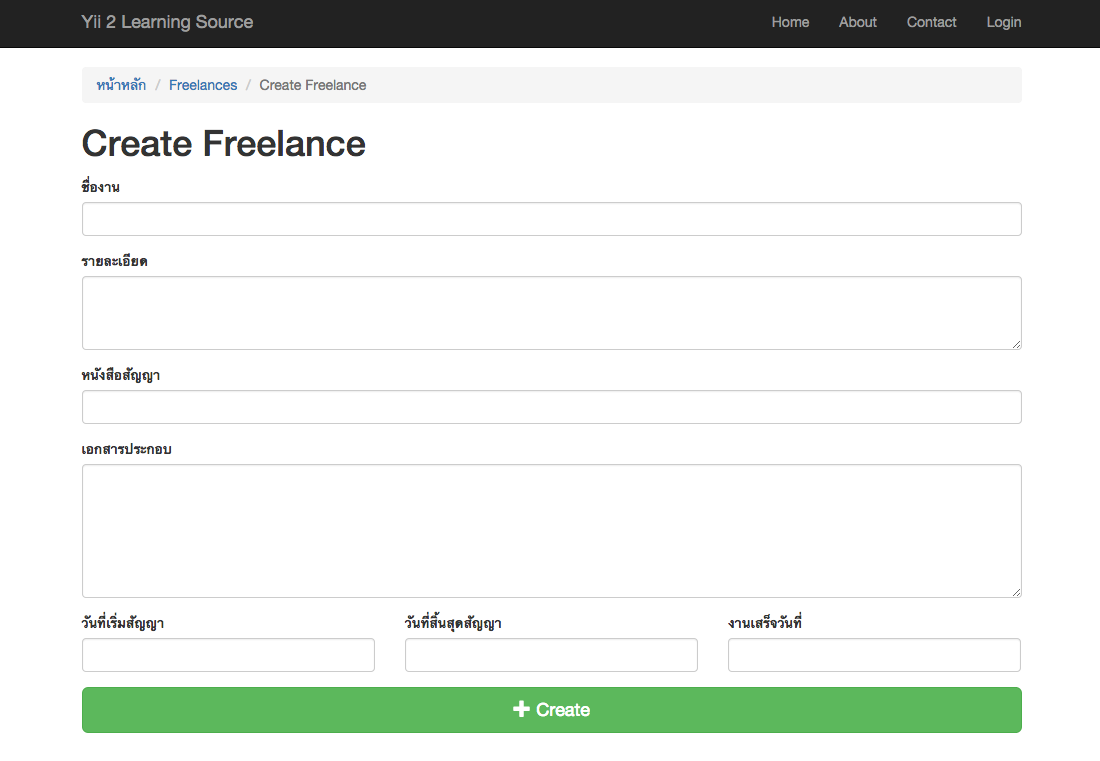 Yii 2 Learning Source Home About Contact Login
หน้าหลัก / Freelances / Create Freelance
Create Freelance
ชื่องาน
รายละเอียด
หนังสือสัญญา
เอกสารประกอบ
วันที่เริ่มสัญญา วันที่สิ้นสุดสัญญา งานเสร็จวันที่
Create